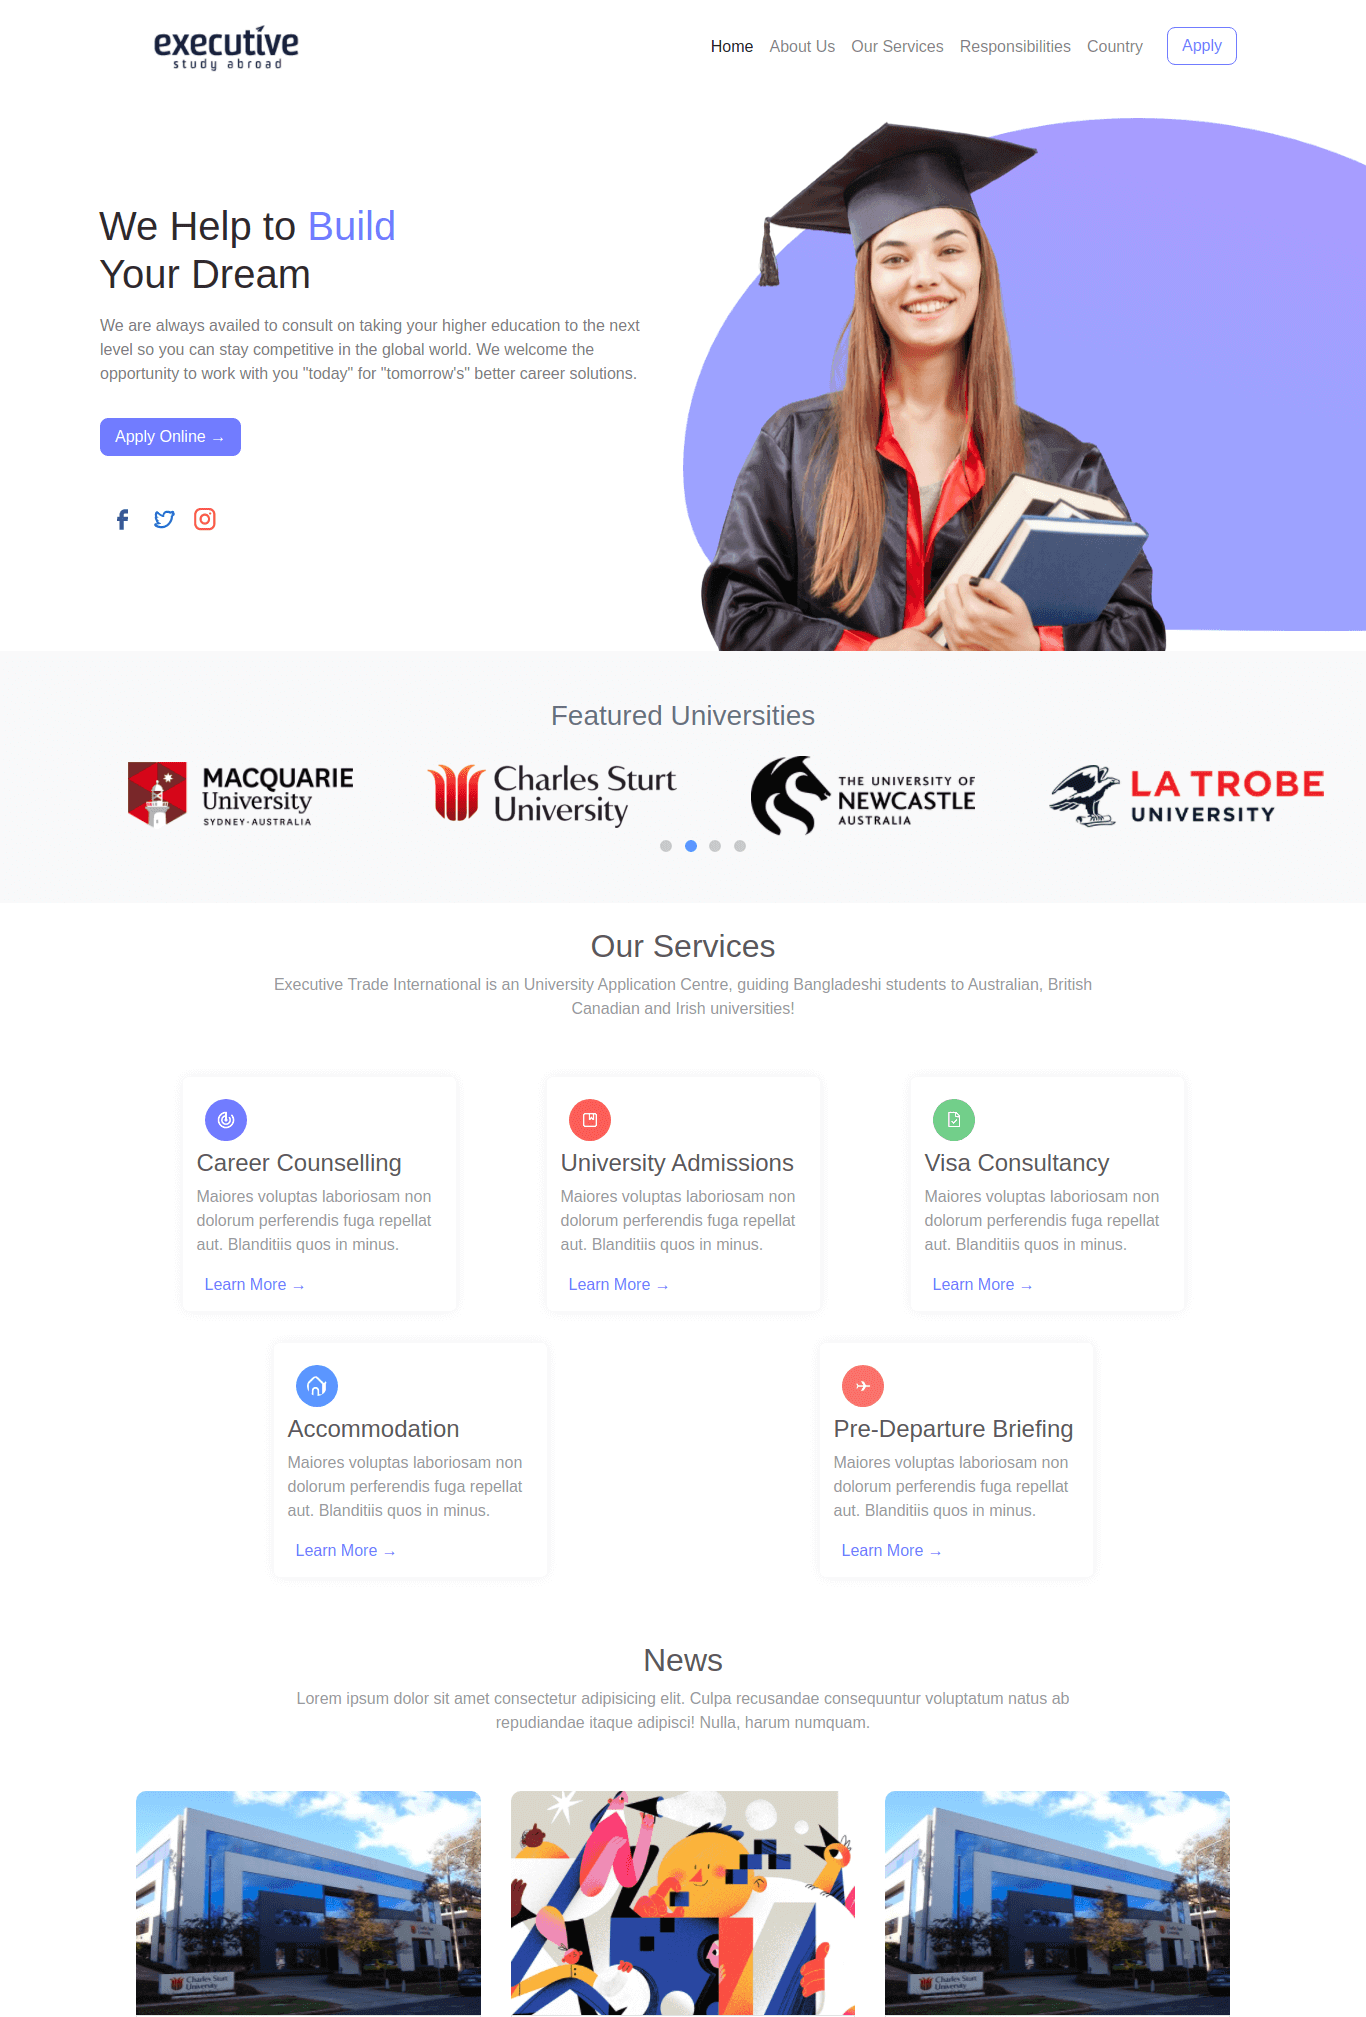 executive
study abroad
Home About Us Our Services Responsibilities Country Apply
We Help to Build
Your Dream
We are always availed to consult on taking your higher education to the next
level so you can stay competitive in the global world. We welcome the
opportunity to work with you "today" for "tomorrow's" better career solutions.
Apply Online →
Featured Universities
MACQUARIE
University
SYDNEY·AUSTRALIA
Charles Sturt
University
THE UNIVERSITY OF
NEWCASTLE
AUSTRALIA
LA TROBE
UNIVERSITY
Our Services
Executive Trade International is an University Application Centre, guiding Bangladeshi students to Australian, British
Canadian and Irish universities!
Career Counselling
Maiores voluptas laboriosam non
dolorum perferendis fuga repellat
aut. Blanditiis quos in minus.
Learn More →
University Admissions
Maiores voluptas laboriosam non
dolorum perferendis fuga repellat
aut. Blanditiis quos in minus.
Learn More →
Visa Consultancy
Maiores voluptas laboriosam non
dolorum perferendis fuga repellat
aut. Blanditiis quos in minus.
Learn More →
Accommodation
Maiores voluptas laboriosam non
dolorum perferendis fuga repellat
aut. Blanditiis quos in minus.
Learn More →
Pre-Departure Briefing
Maiores voluptas laboriosam non
dolorum perferendis fuga repellat
aut. Blanditiis quos in minus.
Learn More →
News
Lorem ipsum dolor sit amet consectetur adipisicing elit. Culpa recusandae consequuntur voluptatum natus ab
repudiandae itaque adipisci! Nulla, harum numquam.
Charles Sturt
University
Charles Sturt
University